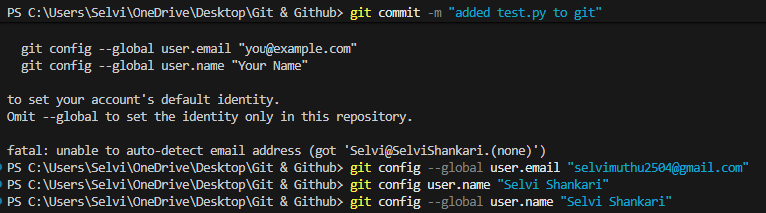 PS C:\Users\Selvi\OneDrive\Desktop\Git & Github> git commit -m "added test.py to git"
git config --global user.email "you@example.com"
git config --global user.name "Your Name"
to set your account's default identity.
Omit --global to set the identity only in this repository.
fatal: unable to auto-detect email address (got 'Selvi@SelviShankari.(none)')
PS C:\Users\Selvi\OneDrive\Desktop\Git & Github> git config --global user.email "selvimuthu2504@gmail.com"
PS C:\Users\Selvi\OneDrive\Desktop\Git & Github> git config user.name "Selvi Shankari"
PS C:\Users\Selvi\OneDrive\Desktop\Git & Github> git config --global user.name "Selvi Shankari"